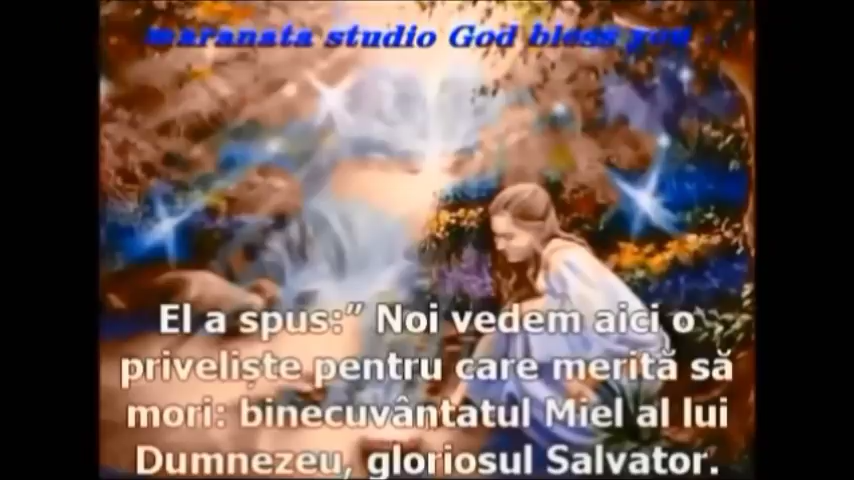 maranata studio God bless you
El a spus:” Noi vedem aici o
priveliște pentru care merită să
mori: binecuvântatul Miel al lui
Dumnezeu, gloriosul Salvator.